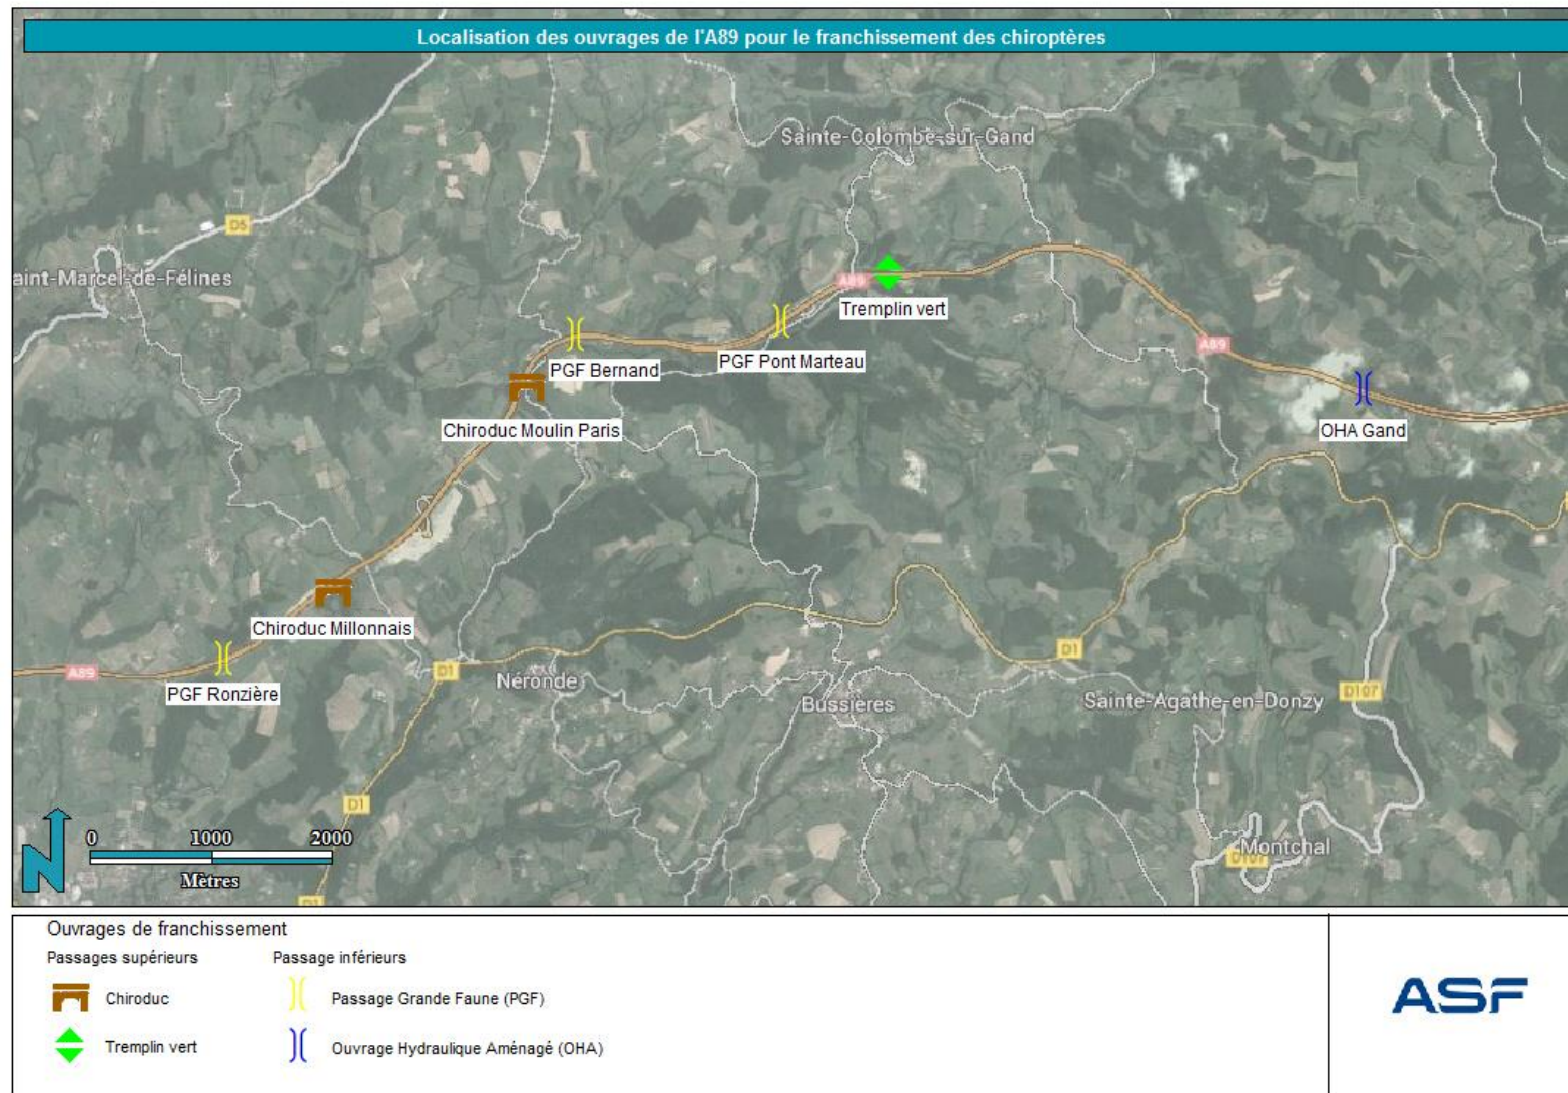 Localisation des ouvrages de l'A89 pour le franchissement des chiroptères
Sainte-Colombe-sur-Gand
D5
aint-Marcel-de-Félines
A89
Tremplin vert
A89
PGF Bernand
PGF Pont Marteau
Chiroduc Moulin Paris
OHA Gand
Chiroduc Millonnais
A89
PGF Ronzière
D1
Néronde
D1
Bussières
Sainte-Agathe-en-Donzy
D107
D1
0 1000 2000
Mètres
N
Montchal
D107
D1
Ouvrages de franchissement
Passages supérieurs
Passage inférieurs
Chiroduc
Passage Grande Faune (PGF)
Tremplin vert
Ouvrage Hydraulique Aménagé (OHA)
ASF